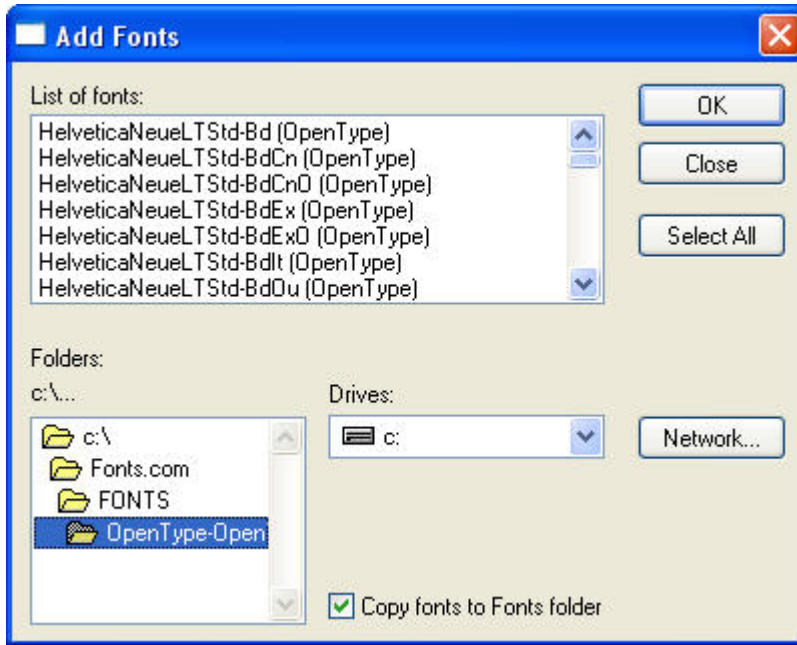 Add Fonts
List of fonts:
HelveticaNeueLTStd-Bd (OpenType)
HelveticaNeueLTStd-BdCn (OpenType)
HelveticaNeueLTStd-BdCnO (OpenType)
HelveticaNeueLTStd-BdEx (OpenType)
HelveticaNeueLTStd-BdExO (OpenType)
HelveticaNeueLTStd-BdIt (OpenType)
HelveticaNeueLTStd-BdOu (OpenType)
OK
Close
Select All
Folders:
c:\...
c:\
Fonts.com
FONTS
OpenType-Open
Drives:
c:
Network...
Copy fonts to Fonts folder